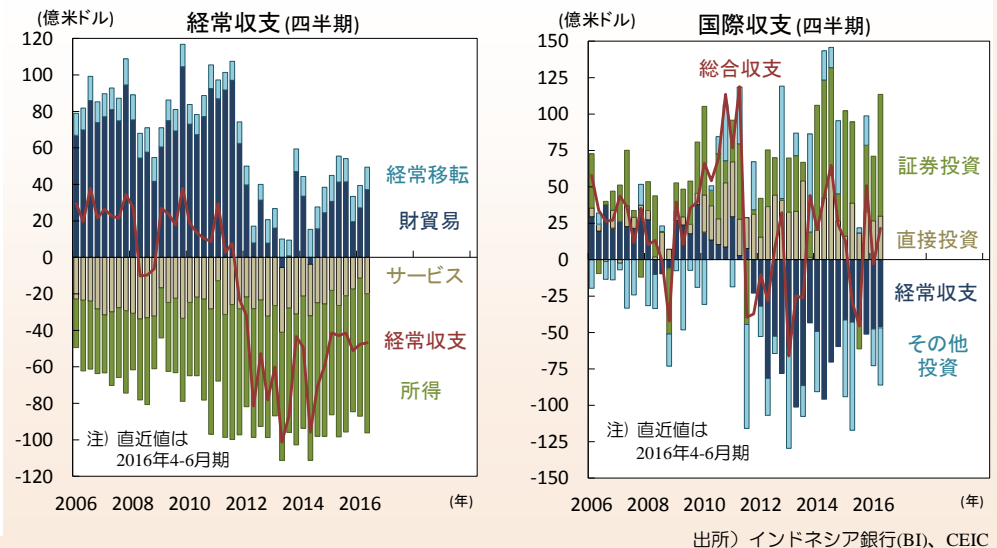 経常収支 (四半期)
(億米ドル)
120
100
80
60
40
20
0
-20
-40
-60
-80
-100
-120
経常移転
財貿易
サービス
経常収支
所得
注) 直近値は
2016年4-6月期
2006 2008 2010 2012 2014 2016 (年)
国際収支 (四半期)
(億米ドル)
150
125
100
75
50
25
0
-25
-50
-75
-100
-125
-150
総合収支
証券投資
直接投資
経常収支
その他
投資
注) 直近値は
2016年4-6月期
2006 2008 2010 2012 2014 2016 (年)
出所）インドネシア銀行(BI)、CEIC